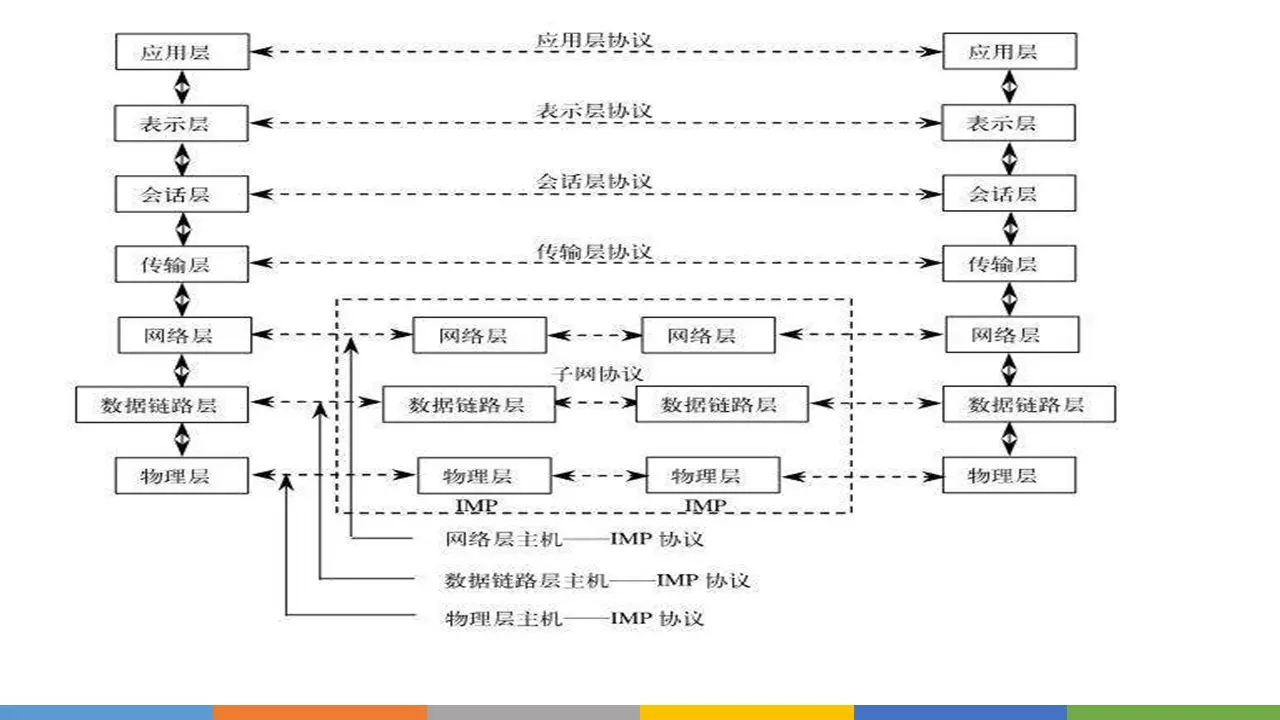 应用层 应用层协议 应用层
表示层 表示层协议 表示层
会话层 会话层协议 会话层
传输层 传输层协议 传输层
网络层 网络层 网络层 网络层
子网协议
数据链路层 数据链路层 数据链路层 数据链路层
物理层 物理层 物理层 物理层
IMP IMP
网络层主机——IMP 协议
数据链路层主机——IMP 协议
物理层主机——IMP 协议